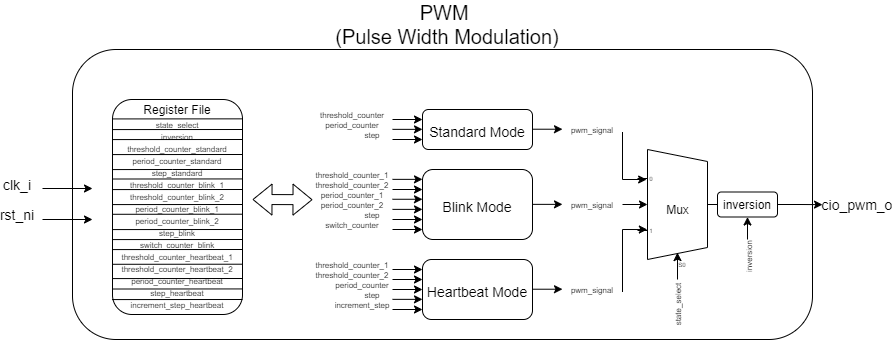 PWM
(Pulse Width Modulation)
Register File
state_select
inversion
threshold_counter_standard
period_counter_standard
step_standard
threshold_counter_blink_1
threshold_counter_blink_2
period_counter_blink_1
period_counter_blink_2
step_blink
switch_counter_blink
threshold_counter_heartbeat_1
threshold_counter_heartbeat_2
period_counter_heartbeat
step_heartbeat
increment_step_heartbeat
clk_i
rst_ni
threshold_counter
period_counter
step
Standard Mode
pwm_signal
threshold_counter_1
threshold_counter_2
period_counter_1
period_counter_2
step
switch_counter
Blink Mode
pwm_signal
threshold_counter_1
threshold_counter_2
period_counter
step
increment_step
Heartbeat Mode
pwm_signal
0
Mux
1
S0
state_select
inversion
inversion
cio_pwm_o